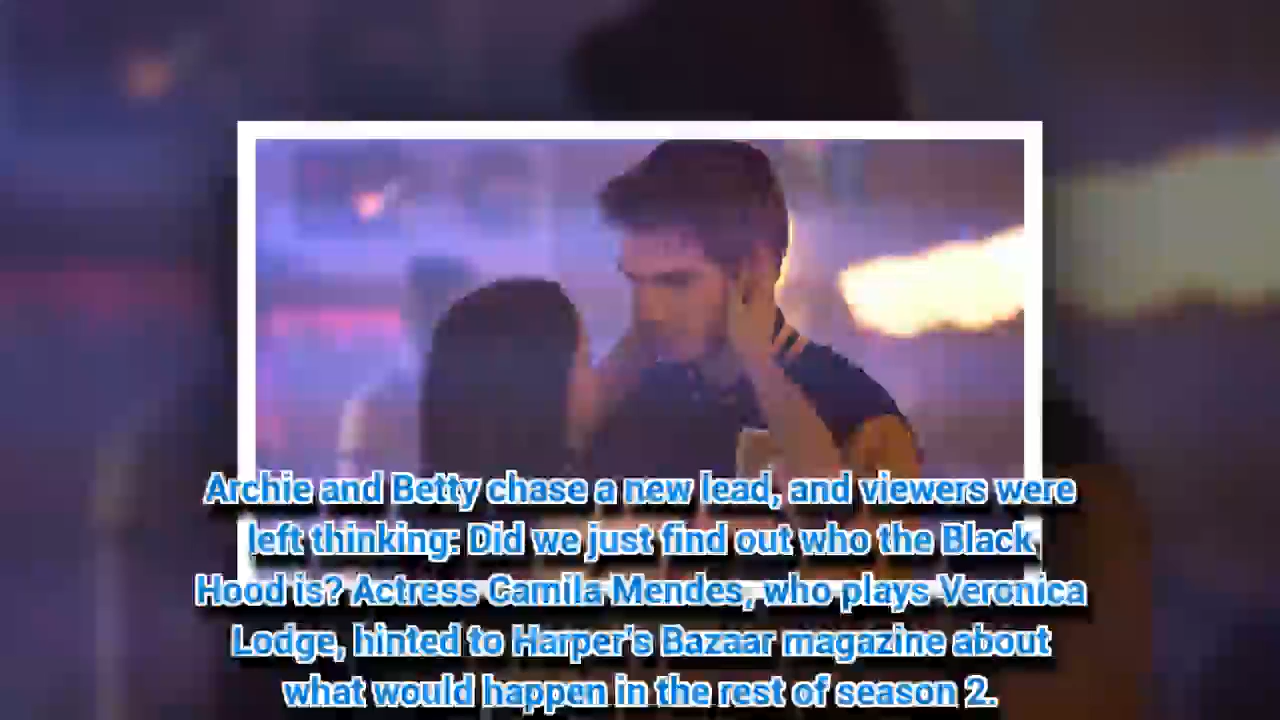 Archie and Betty chase a new lead, and viewers were
left thinking: Did we just find out who the Black
Hood is? Actress Camila Mendes, who plays Veronica
Lodge, hinted to Harper's Bazaar magazine about
what would happen in the rest of season 2.